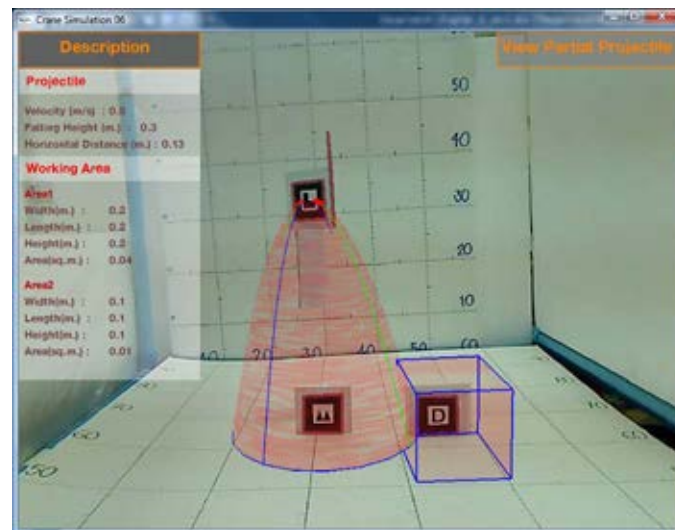 Crane Simulation 06
Description
View Partial Projectile
Projectile
Velocity (m/s) : 0.8
Falling Height (m.) : 0.3
Horizontal Distance (m.) : 0.13
Working Area
Area1
Width(m.) : 0.2
Length(m.) : 0.2
Height(m.) : 0.2
Area(sq.m.) : 0.04
Area2
Width(m.) : 0.1
Length(m.) : 0.1
Height(m.) : 0.1
Area(sq.m.) : 0.01
50
40
30
L
20
10
20 30 40 50 60
D
60
50